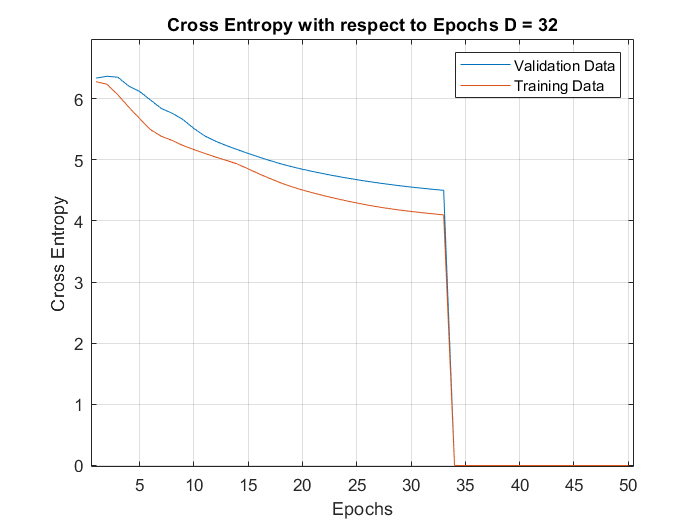 Cross Entropy with respect to Epochs D = 32
Validation Data
Training Data
Cross Entropy
6
5
4
3
2
1
0
5 10 15 20 25 30 35 40 45 50
Epochs